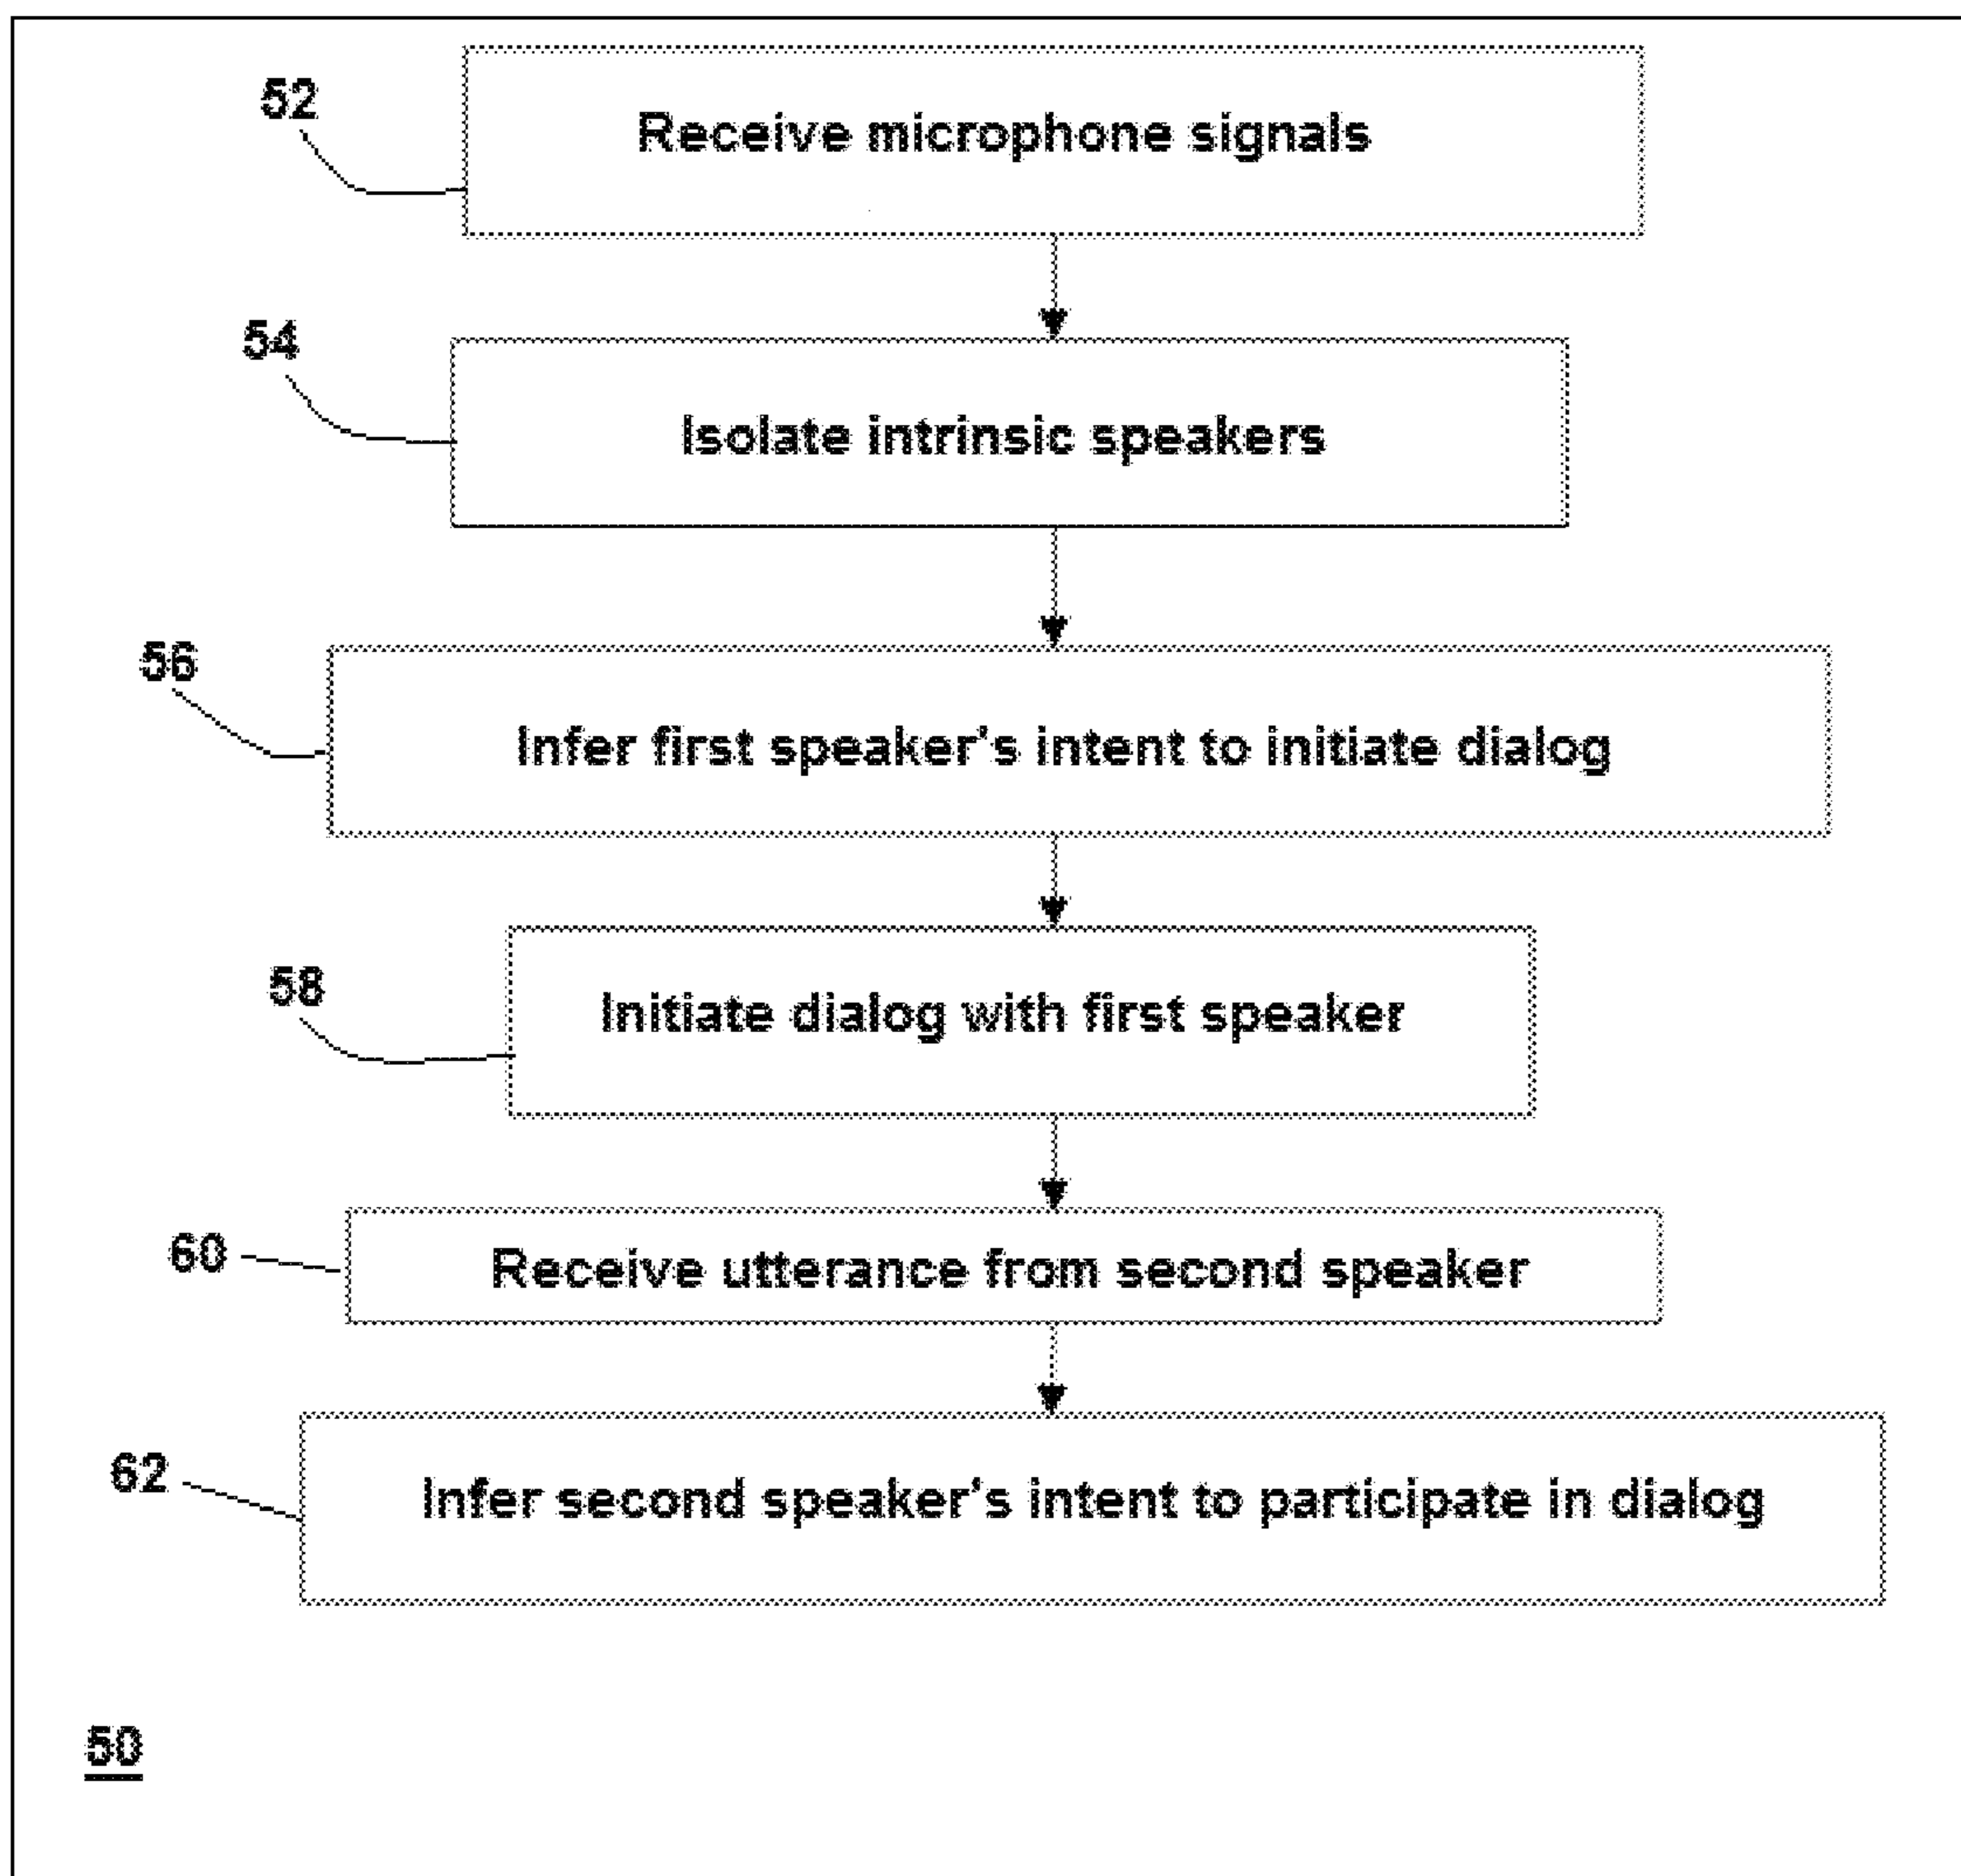 52
Receive microphone signals
54
Isolate intrinsic speakers
56
Infer first speaker's intent to initiate dialog
58
Initiate dialog with first speaker
60
Receive utterance from second speaker
62
Infer second speaker's intent to participate in dialog
50